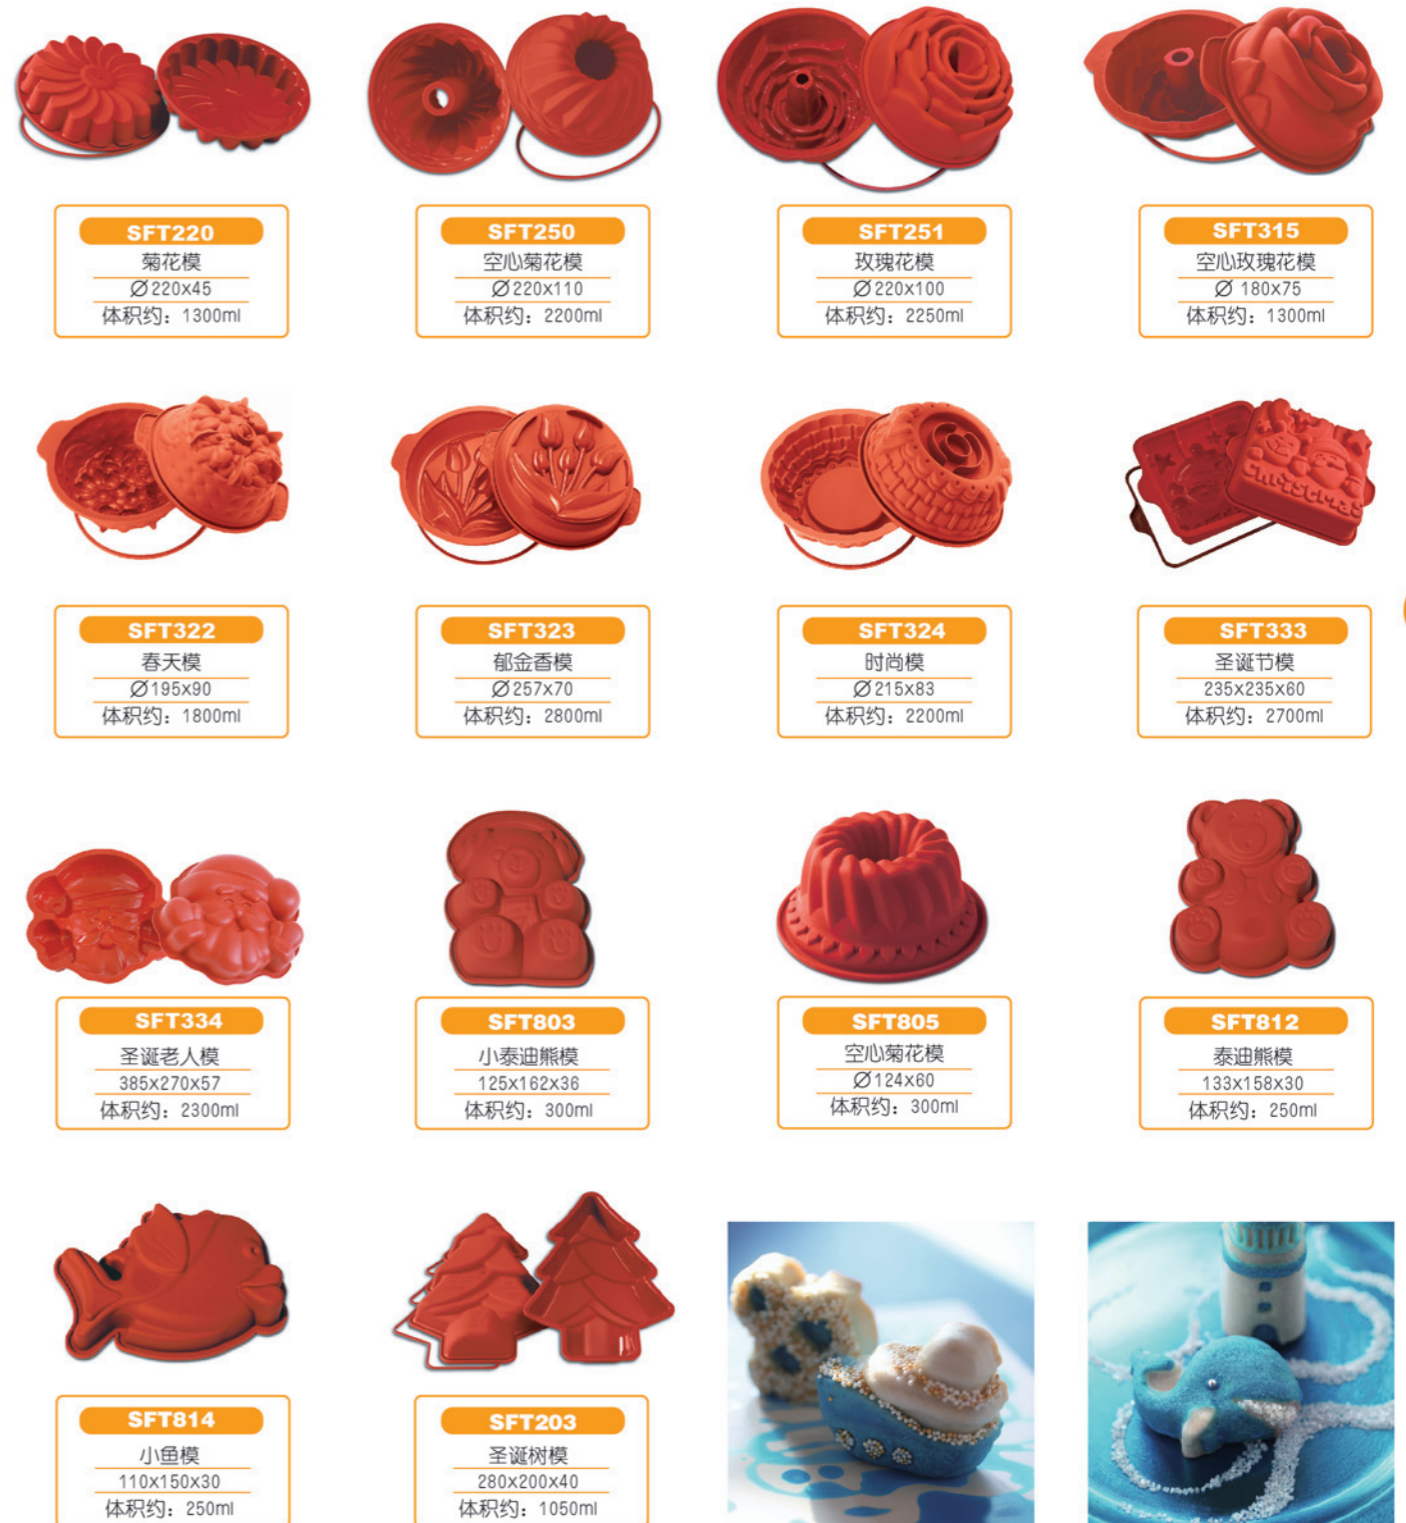 SFT220
菊花模
Ø220x45
体积约：1300ml
SFT250
空心菊花模
Ø220x110
体积约：2200ml
SFT251
玫瑰花模
Ø220x100
体积约：2250ml
SFT315
空心玫瑰花模
Ø 180x75
体积约：1300ml
Christmas
SFT322
春天模
Ø195x90
体积约：1800ml
SFT323
郁金香模
Ø257x70
体积约：2800ml
SFT324
时尚模
Ø215x83
体积约：2200ml
SFT333
圣诞节模
235x235x60
体积约：2700ml
SFT334
圣诞老人模
385x270x57
体积约：2300ml
SFT803
小泰迪熊模
125x162x36
体积约：300ml
SFT805
空心菊花模
Ø124x60
体积约：300ml
SFT812
泰迪熊模
133x158x30
体积约：250ml
SFT814
小鱼模
110x150x30
体积约：250ml
SFT203
圣诞树模
280x200x40
体积约：1050ml